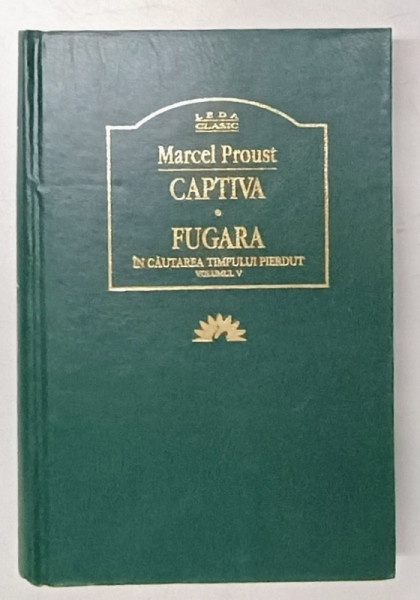 LEDA
CLASIC
Marcel Proust
CAPTIVA
•
FUGARA
ÎN CĂUTAREA TIMPULUI PIERDUT
VOLUMUL V